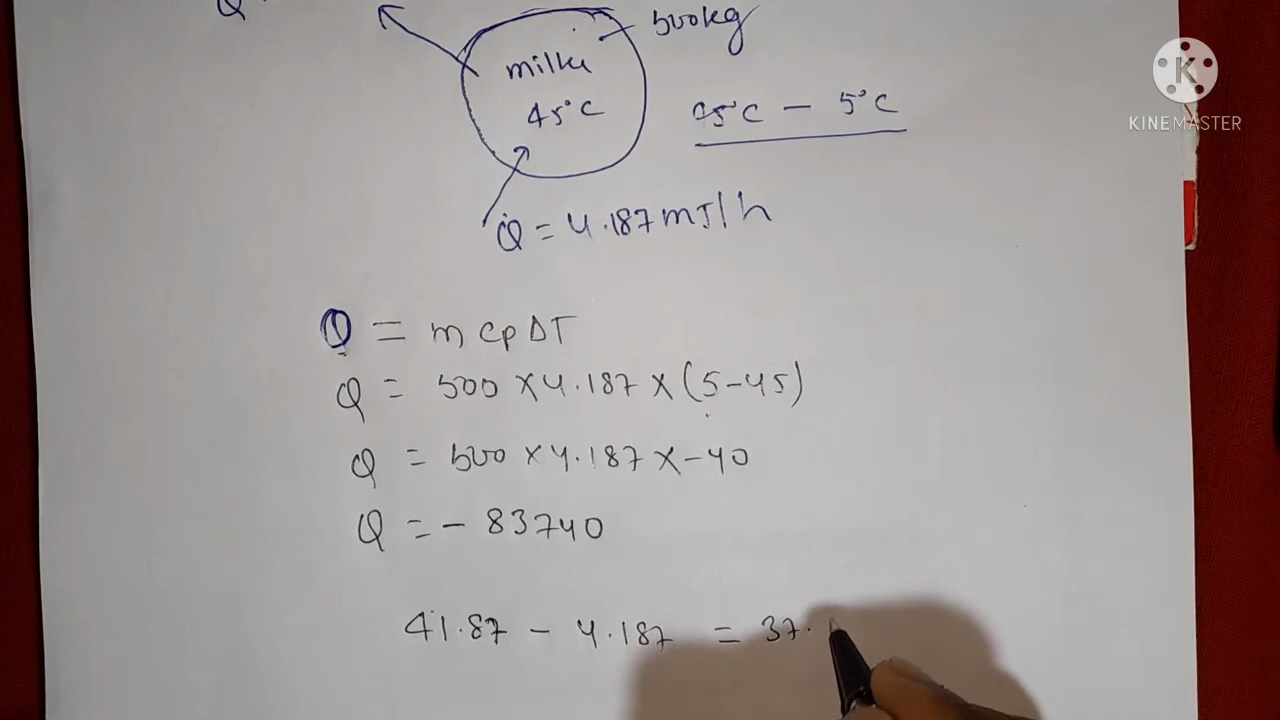 Q
500kg
milk
45°C
45°C - 5°C
Q̇ = 4.187 mJ/h
Q = m Cp ΔT
Q = 500 x 4.187 x (5-45)
Q = 500 x 4.187 x -40
Q = - 83740
41.87 - 4.187 = 37.
K
KINEMASTER